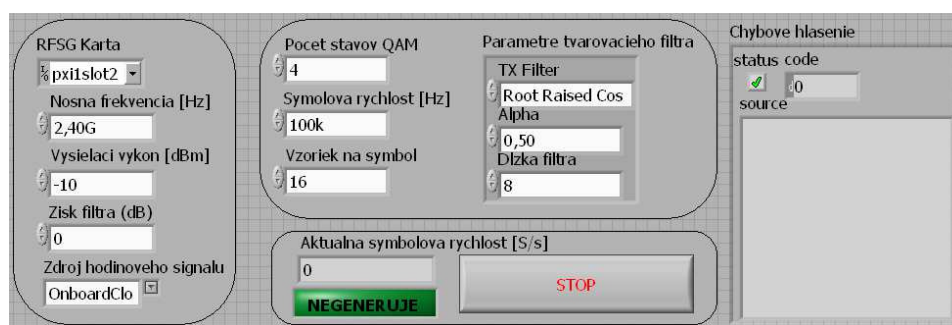 RFSG Karta
pxi1slot2
Nosna frekvencia [Hz]
2,40G
Vysielaci vykon [dBm]
-10
Zisk filtra (dB)
0
Zdroj hodinoveho signalu
OnboardClo
Pocet stavov QAM
4
Symolova rychlost [Hz]
100k
Vzoriek na symbol
16
Parametre tvarovacieho filtra
TX Filter
Root Raised Cos
Alpha
0,50
Dlzka filtra
8
Aktualna symbolova rychlost [S/s]
0
NEGENERUJE
STOP
Chybove hlasenie
status code
0
source